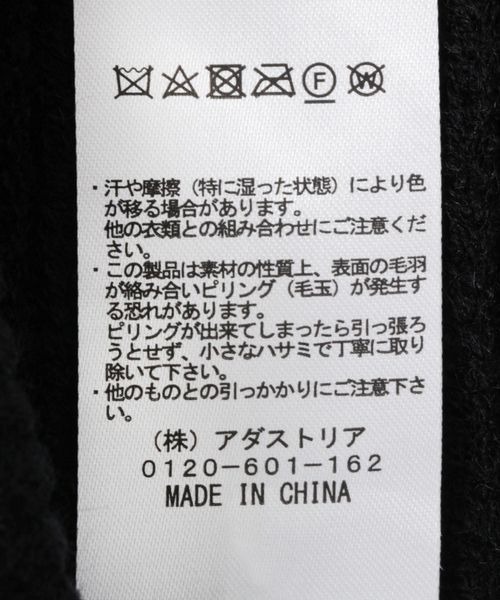 F W
・汗や摩擦（特に湿った状態）により色
が移る場合があります。
他の衣類との組み合わせにご注意くだ
さい。
・この製品は素材の性質上、表面の毛羽
が絡み合いピリング（毛玉）が発生す
る恐れがあります。
ピリングが出来てしまったら引っ張ろ
うとせず、小さなハサミで丁寧に取り
除いて下さい。
・他のものとの引っかかりにご注意下さ
い。
（株）アダストリア
0120-601-162
MADE IN CHINA